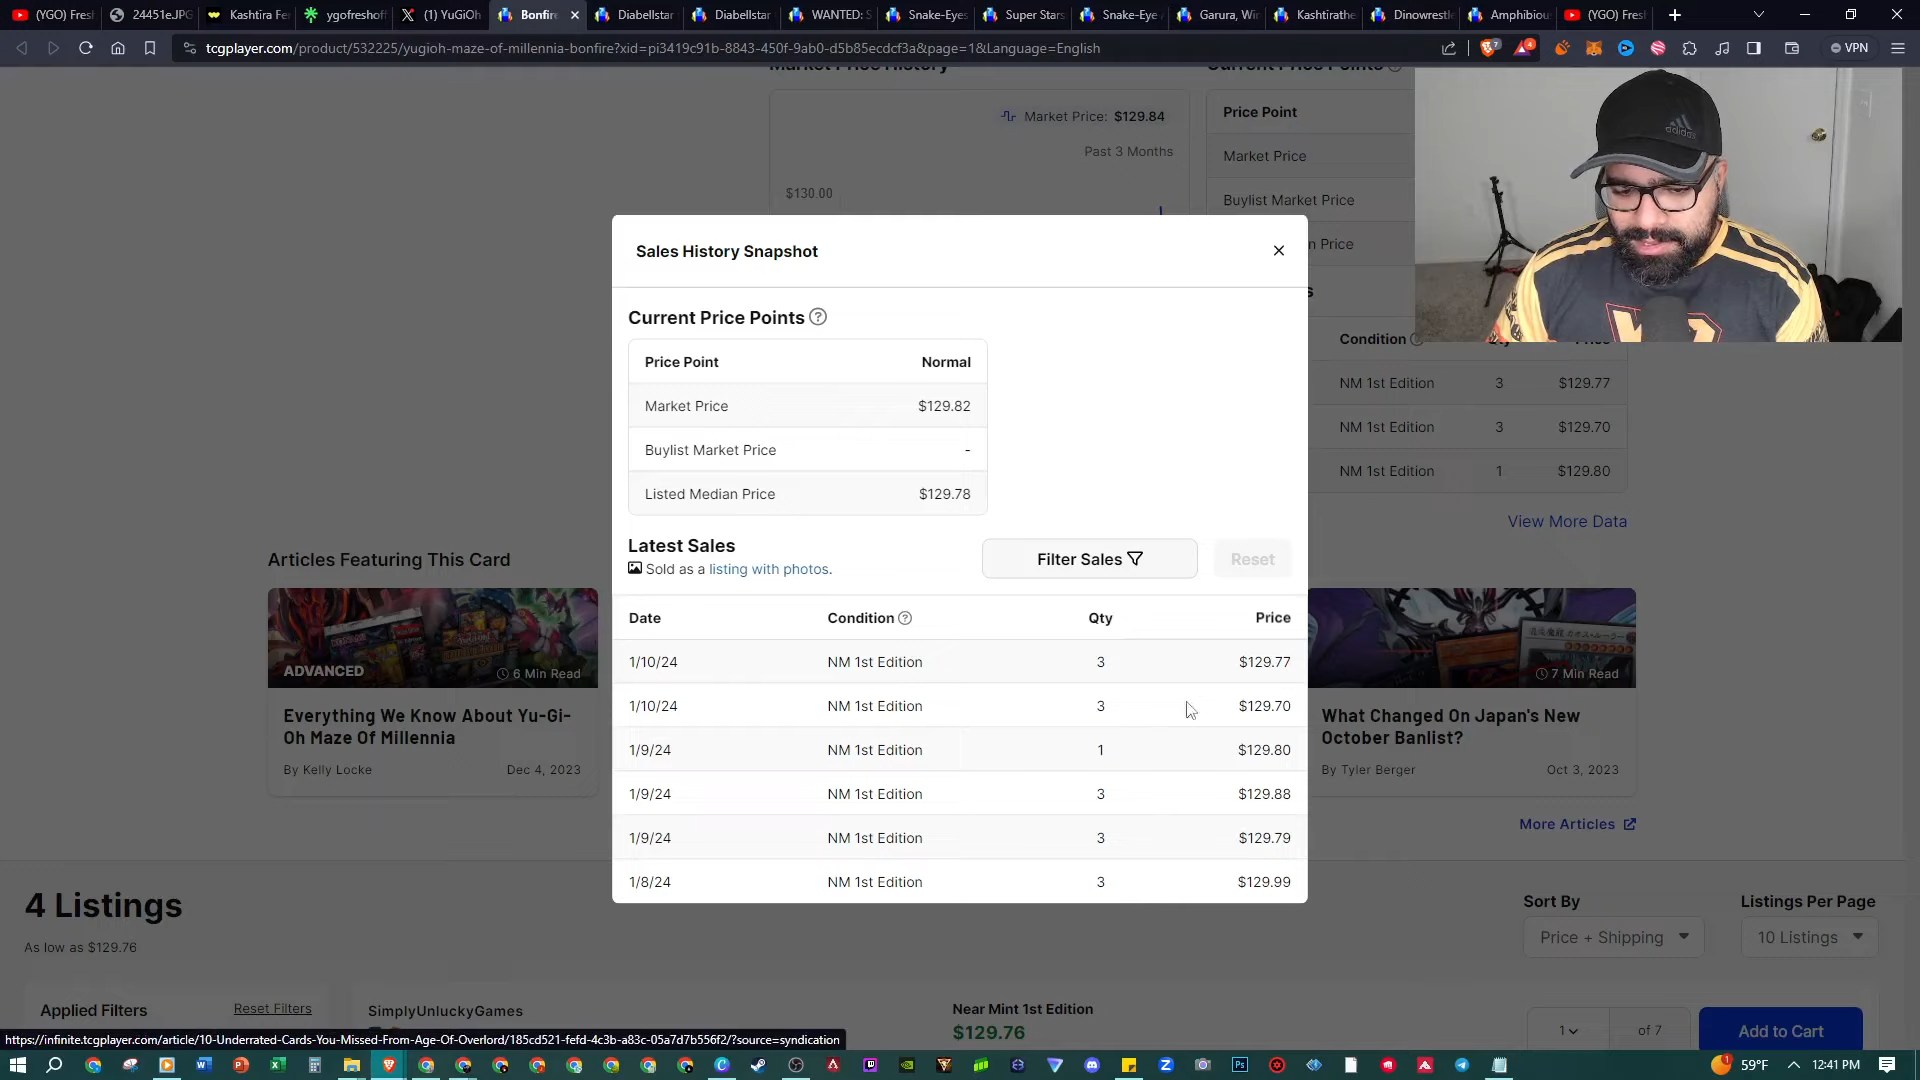 (YGO) Fresh
24451eJPG
Kashtira Fe
ygofreshoff
(1) YuGiOh
Bonfire
Diabellstar
Diabellstar
WANTED: S
Snake-Eyes
Super Stars
Snake-Eye
Garura, Win
Kashtirathe
Dinowrestle
Amphibiou
(YGO) Fresh
tcgplayer.com/product/532225/yugioh-maze-of-millennia-bonfire?xid=pi3419c91b-8843-450f-9ab0-d5b85ecdcf3a&page=1&Language=English
VPN
Market Price History
Current Price Points
Market Price: $129.84
Past 3 Months
$130.00
Price Point
Market Price
Buylist Market Price
n Price
Sales History Snapshot
Current Price Points
Price Point Normal
Market Price $129.82
Buylist Market Price -
Listed Median Price $129.78
Latest Sales
Sold as a listing with photos.
Filter Sales
Reset
Date Condition Qty Price
1/10/24 NM 1st Edition 3 $129.77
1/10/24 NM 1st Edition 3 $129.70
1/9/24 NM 1st Edition 1 $129.80
1/9/24 NM 1st Edition 3 $129.88
1/9/24 NM 1st Edition 3 $129.79
1/8/24 NM 1st Edition 3 $129.99
Condition Qty Price
NM 1st Edition 3 $129.77
NM 1st Edition 3 $129.70
NM 1st Edition 1 $129.80
View More Data
Articles Featuring This Card
ADVANCED
6 Min Read
Everything We Know About Yu-Gi-
Oh Maze Of Millennia
By Kelly Locke Dec 4, 2023
7 Min Read
What Changed On Japan's New
October Banlist?
By Tyler Berger Oct 3, 2023
More Articles
4 Listings
As low as $129.76
Sort By
Price + Shipping
Listings Per Page
10 Listings
Applied Filters
Reset Filters
SimplyUnluckyGames
Near Mint 1st Edition
$129.76
1
of 7
Add to Cart
https://infinite.tcgplayer.com/article/10-Underrated-Cards-You-Missed-From-Age-Of-Overlord/185cd521-fefd-4c3b-a83c-05a7d7b556f2/?source=syndication
59°F
12:41 PM